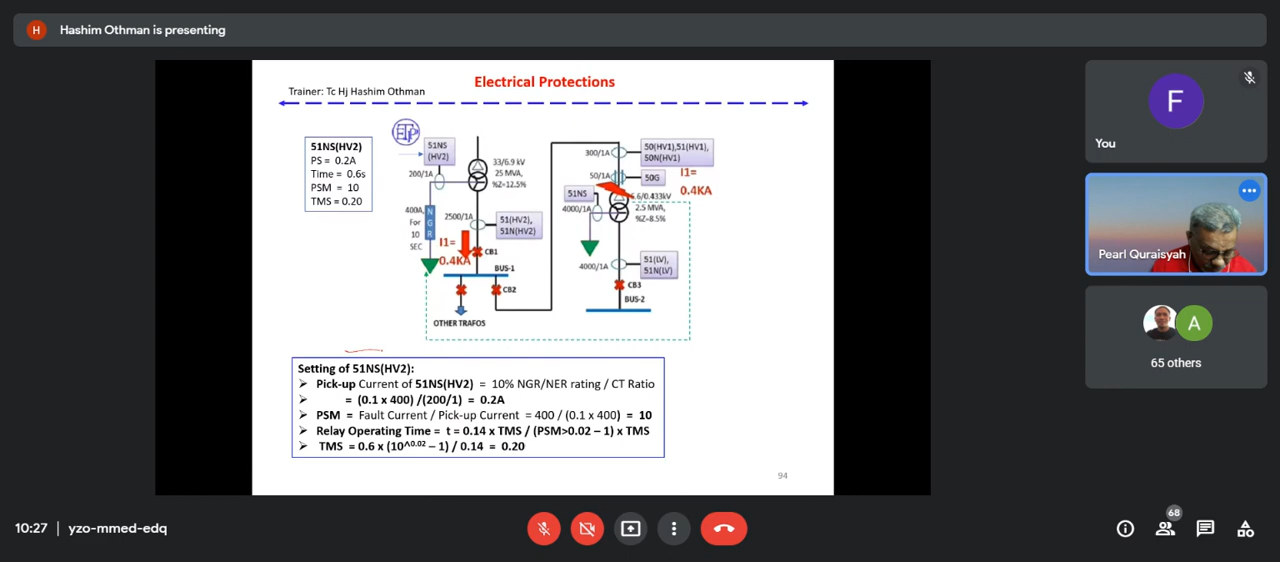 H
Hashim Othman is presenting
Electrical Protections
Trainer: Tc Hj Hashim Othman
51NS(HV2)
PS = 0.2A
Time = 0.6s
PSM = 10
TMS = 0.20
ETP
51NS
(HV2)
200/1A
33/6.9 kV
25 MVA,
%Z=12.5%
400A
For
10
SEC
N
G
R
2500/1A
51(HV2),
51N(HV2)
I1=
0.4KA
CB1
BUS-1
CB2
OTHER TRAFOS
300/1A
50(HV1),51(HV1),
50N(HV1)
50/1A
50G
I1=
0.4KA
51NS
4000/1A
6.6/0.433kV
2.5 MVA,
%Z=8.5%
4000/1A
51(LV),
51N(LV)
CB3
BUS-2
Setting of 51NS(HV2):
➢ Pick-up Current of 51NS(HV2) = 10% NGR/NER rating / CT Ratio
➢ = (0.1 x 400) /(200/1) = 0.2A
➢ PSM = Fault Current / Pick-up Current = 400 / (0.1 x 400) = 10
➢ Relay Operating Time = t = 0.14 x TMS / (PSM>0.02 – 1) x TMS
➢ TMS = 0.6 x (10^0.02 – 1) / 0.14 = 0.20
94
F
You
Pearl Quraisyah
A
65 others
10:27 | yzo-mmed-edq
68